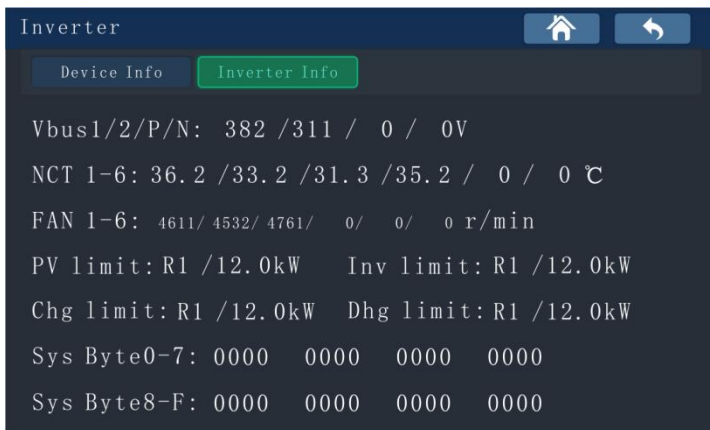 Inverter
Device Info Inverter Info
Vbus1/2/P/N: 382 /311 / 0 / 0V
NCT 1-6: 36.2 /33.2 /31.3 /35.2 / 0 / 0 ℃
FAN 1-6: 4611/ 4532/ 4761/ 0/ 0/ 0 r/min
PV limit: R1 /12.0kW Inv limit: R1 /12.0kW
Chg limit: R1 /12.0kW Dhg limit: R1 /12.0kW
Sys Byte0-7: 0000 0000 0000 0000
Sys Byte8-F: 0000 0000 0000 0000